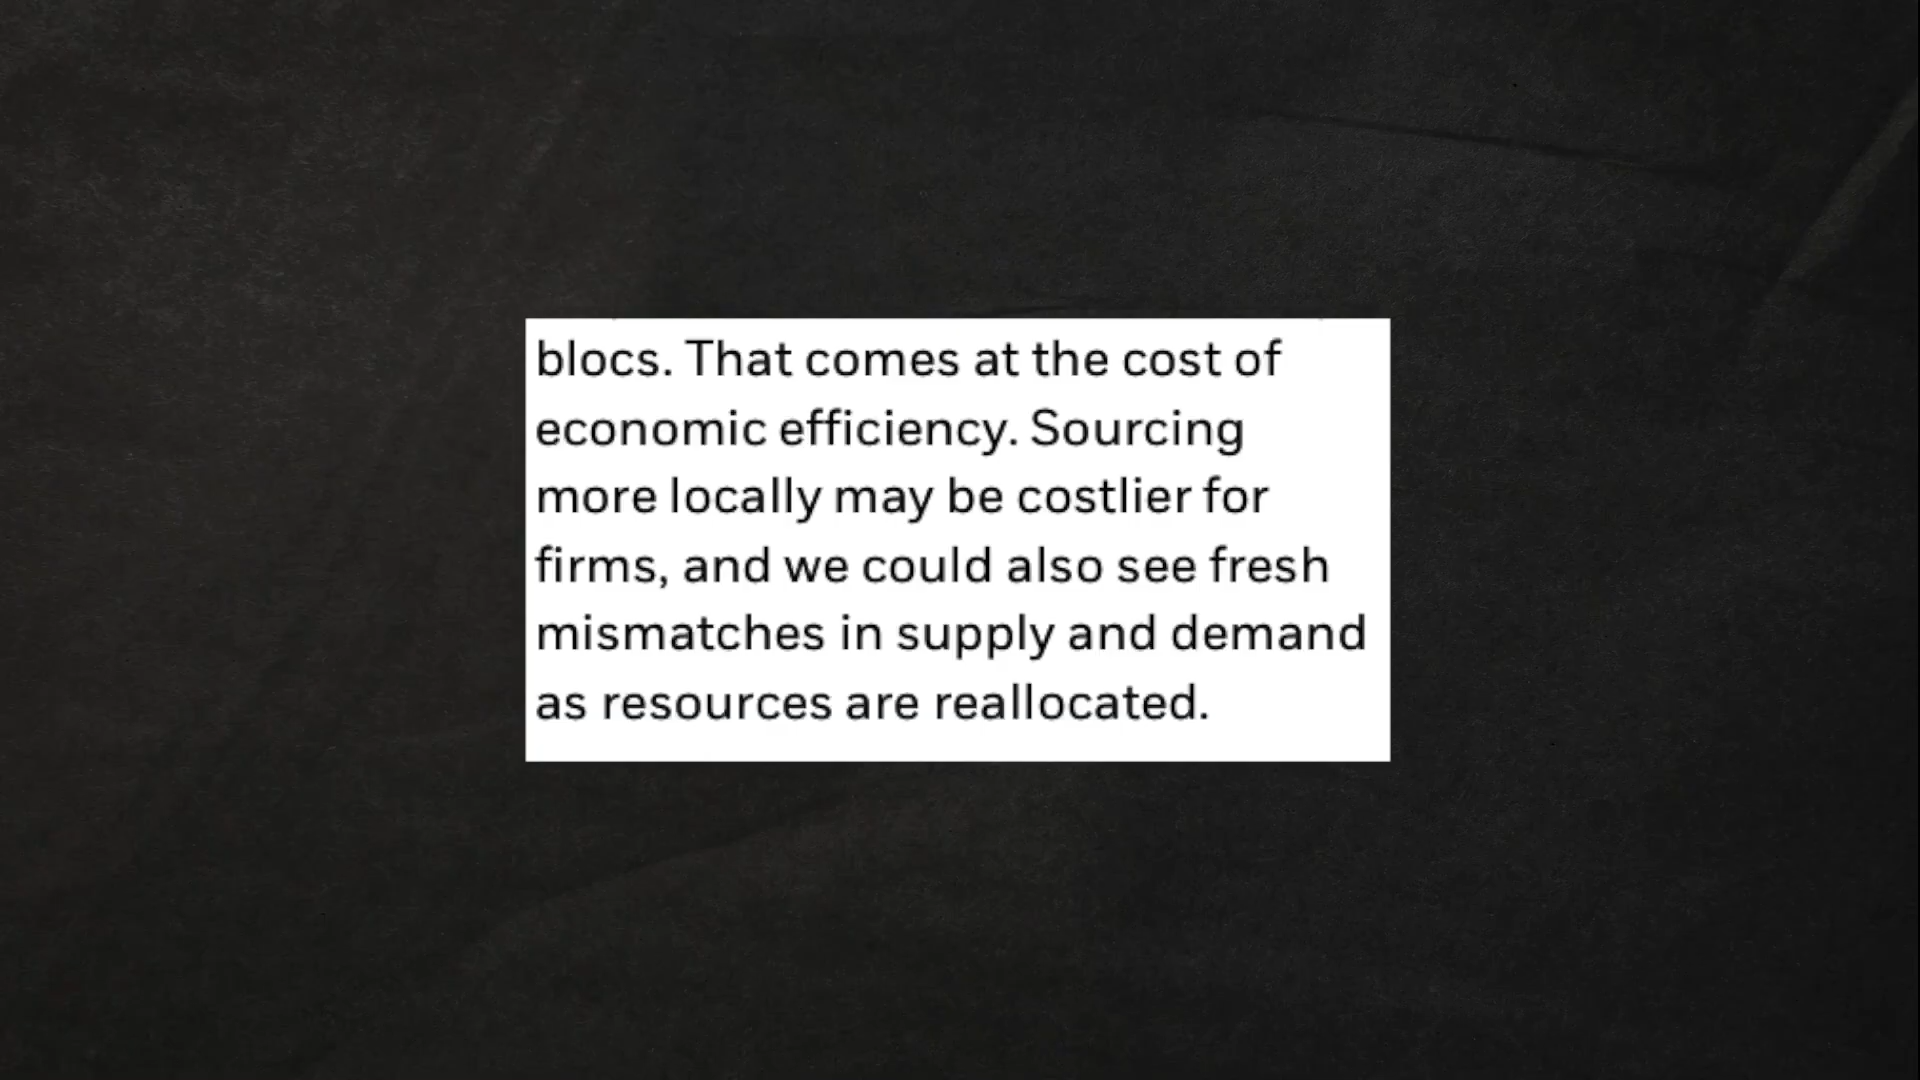 blocs. That comes at the cost of
economic efficiency. Sourcing
more locally may be costlier for
firms, and we could also see fresh
mismatches in supply and demand
as resources are reallocated.